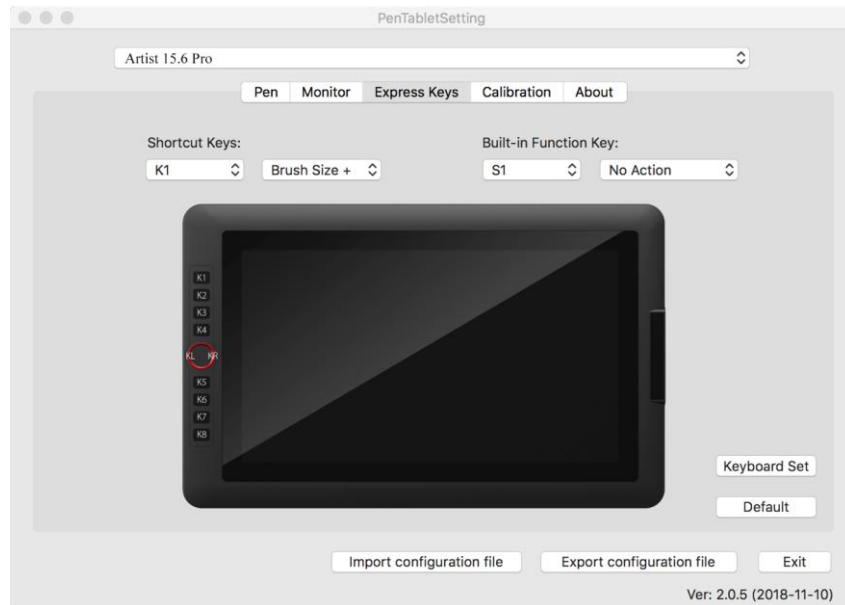 PenTabletSetting
Artist 15.6 Pro
Pen Monitor Express Keys Calibration About
Shortcut Keys: Built-in Function Key:
K1 Brush Size + S1 No Action
K1
K2
K3
K4
KL KR
K5
K6
K7
K8
Keyboard Set
Default
Import configuration file Export configuration file Exit
Ver: 2.0.5 (2018-11-10)